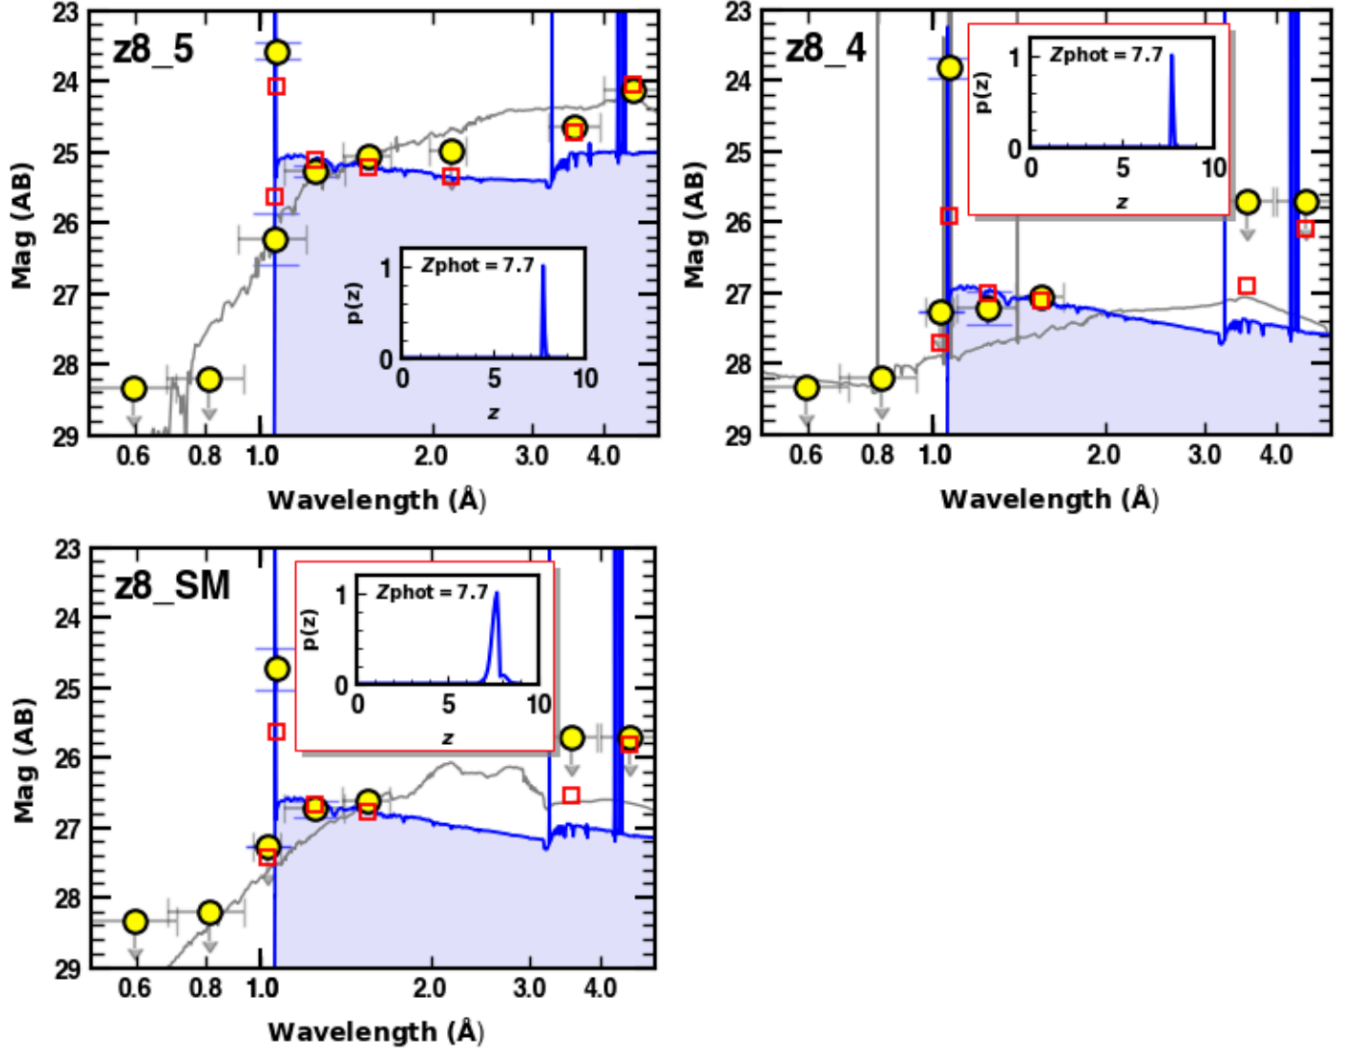 z8_5
Mag (AB)
23
24
25
26
27
28
29
0.6 0.8 1.0 2.0 3.0 4.0
Wavelength (Å)
Zphot = 7.7
p(z)
1
0
0 5 10
z
z8_4
Mag (AB)
23
24
25
26
27
28
29
0.6 0.8 1.0 2.0 3.0 4.0
Wavelength (Å)
Zphot = 7.7
p(z)
1
0
0 5 10
z
z8_SM
Mag (AB)
23
24
25
26
27
28
29
0.6 0.8 1.0 2.0 3.0 4.0
Wavelength (Å)
Zphot = 7.7
p(z)
1
0
0 5 10
z